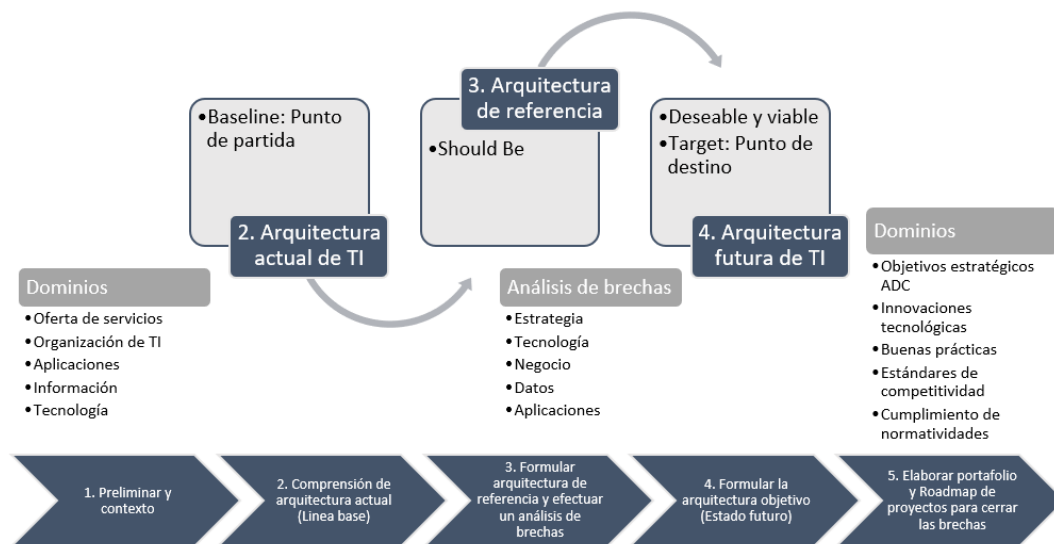 3. Arquitectura
de referencia
•Baseline: Punto
de partida
•Should Be
•Deseable y viable
•Target: Punto de
destino
2. Arquitectura
actual de TI
4. Arquitectura
futura de TI
Dominios
•Oferta de servicios
•Organización de TI
•Aplicaciones
•Información
•Tecnología
Análisis de brechas
•Estrategia
•Tecnología
•Negocio
•Datos
•Aplicaciones
Dominios
•Objetivos estratégicos
ADC
•Innovaciones
tecnológicas
•Buenas prácticas
•Estándares de
competitividad
•Cumplimiento de
normatividades
1. Preliminar y
contexto
2. Comprensión de
arquitectura actual
(Linea base)
3. Formular
arquitectura de
referencia y efectuar
un análisis de
brechas
4. Formular la
arquitectura objetivo
(Estado futuro)
5. Elaborar portafolio
y Roadmap de
proyectos para cerrar
las brechas